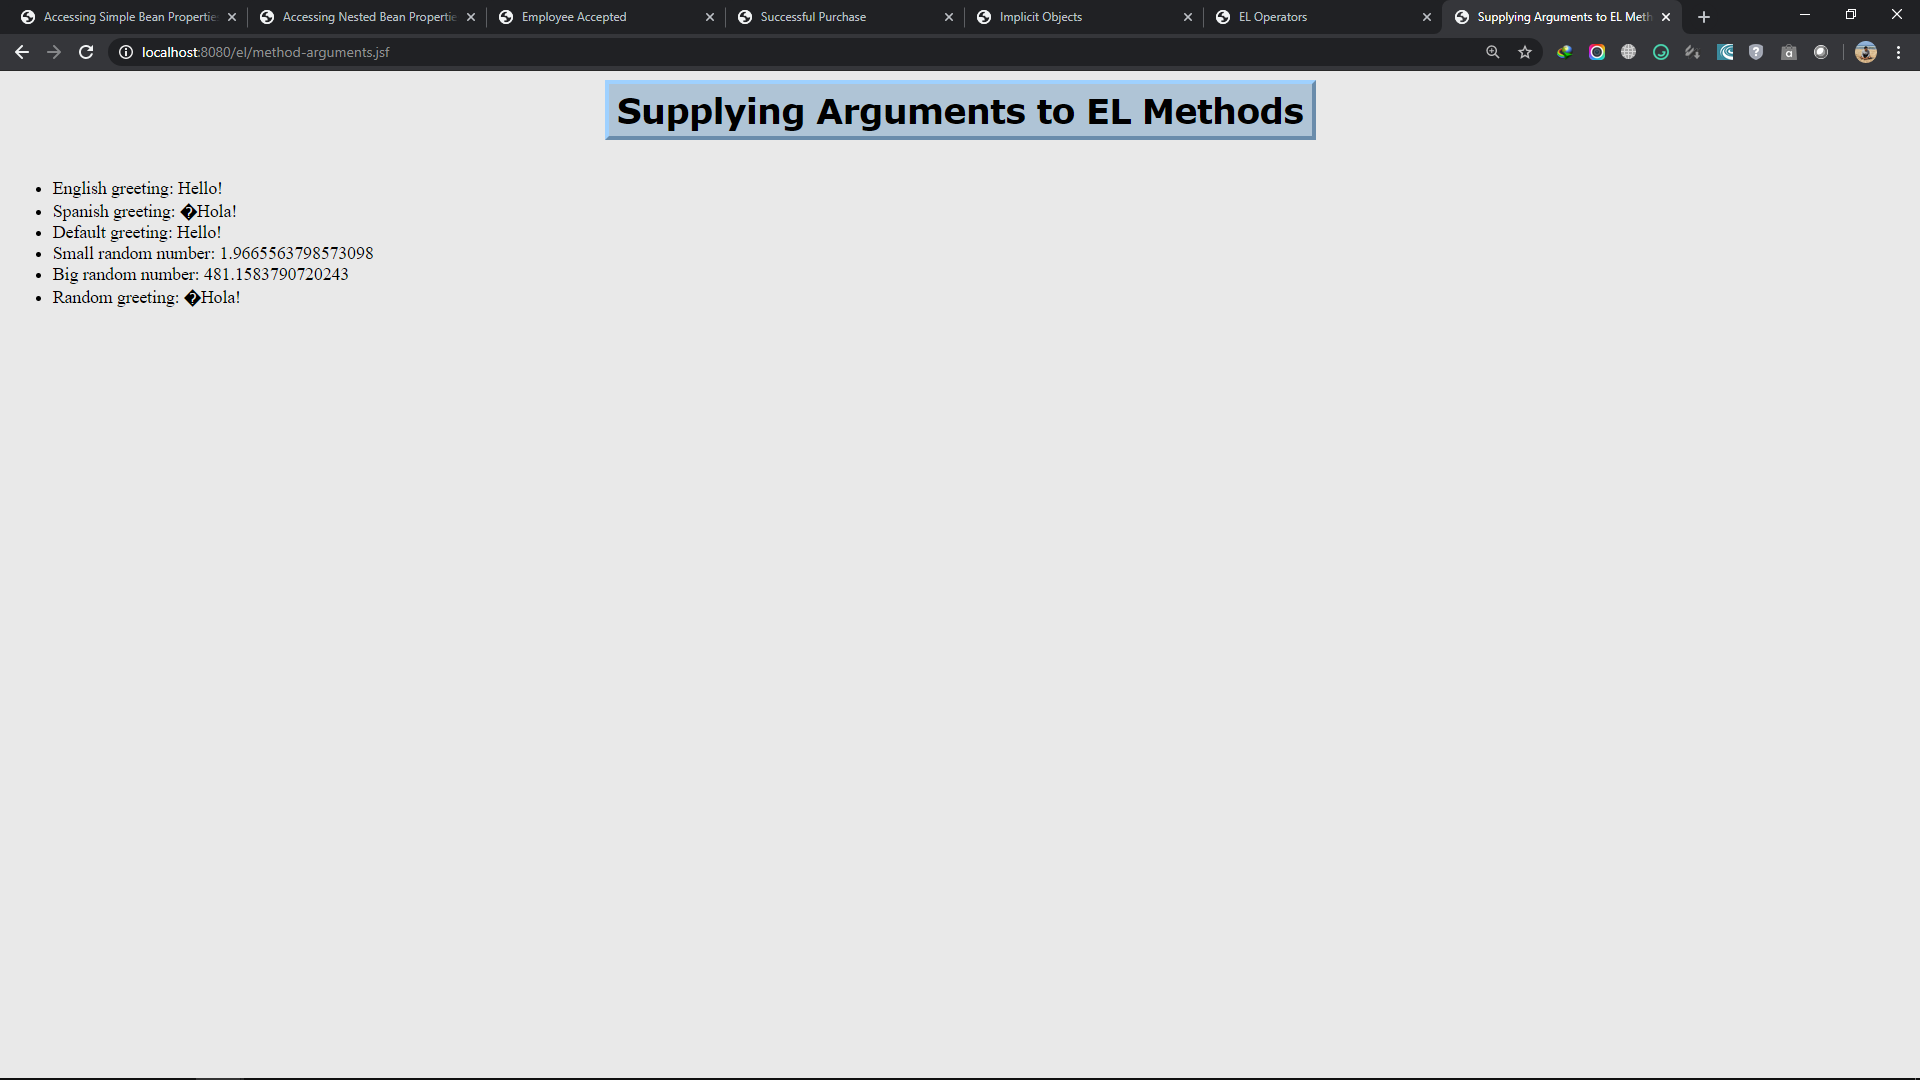 Accessing Simple Bean Propertie
Accessing Nested Bean Propertie
Employee Accepted
Successful Purchase
Implicit Objects
EL Operators
Supplying Arguments to EL Meth
localhost:8080/el/method-arguments.jsf
Supplying Arguments to EL Methods
• English greeting: Hello!
• Spanish greeting: �Hola!
• Default greeting: Hello!
• Small random number: 1.9665563798573098
• Big random number: 481.1583790720243
• Random greeting: �Hola!